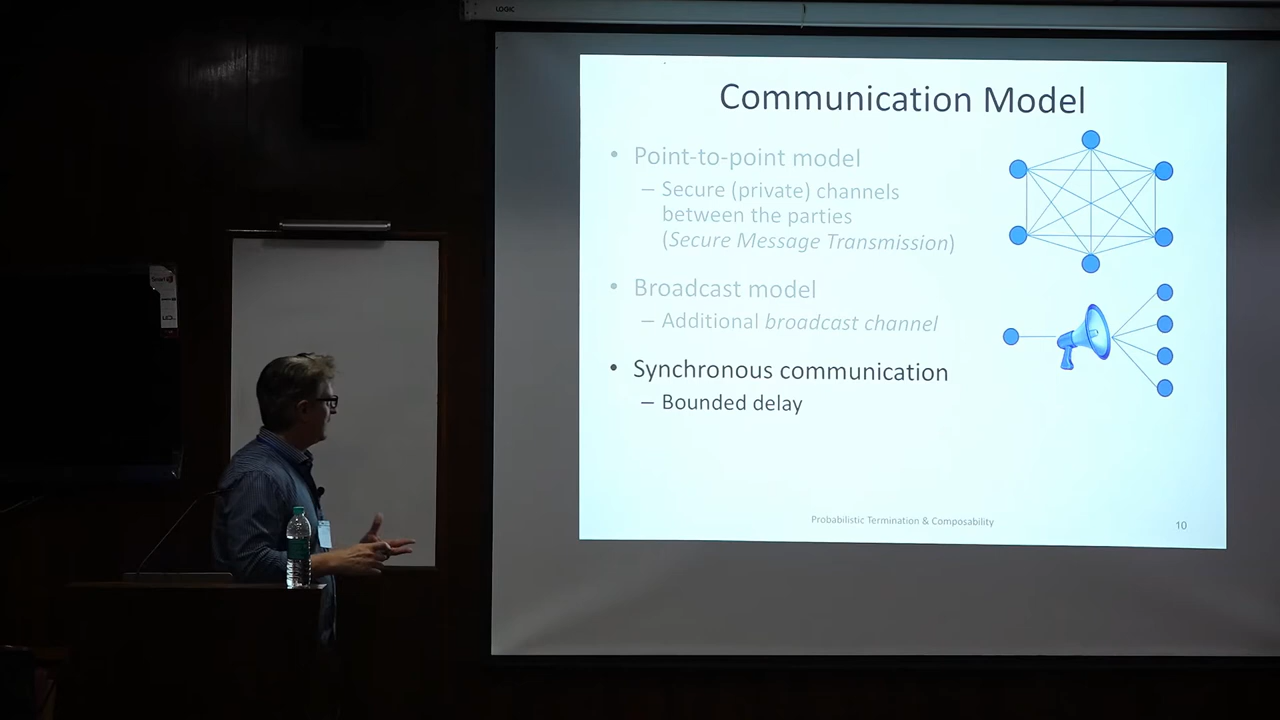 LOGIC
Communication Model
• Point-to-point model
– Secure (private) channels
between the parties
(Secure Message Transmission)
• Broadcast model
– Additional broadcast channel
• Synchronous communication
– Bounded delay
Probabilistic Termination & Composability
10